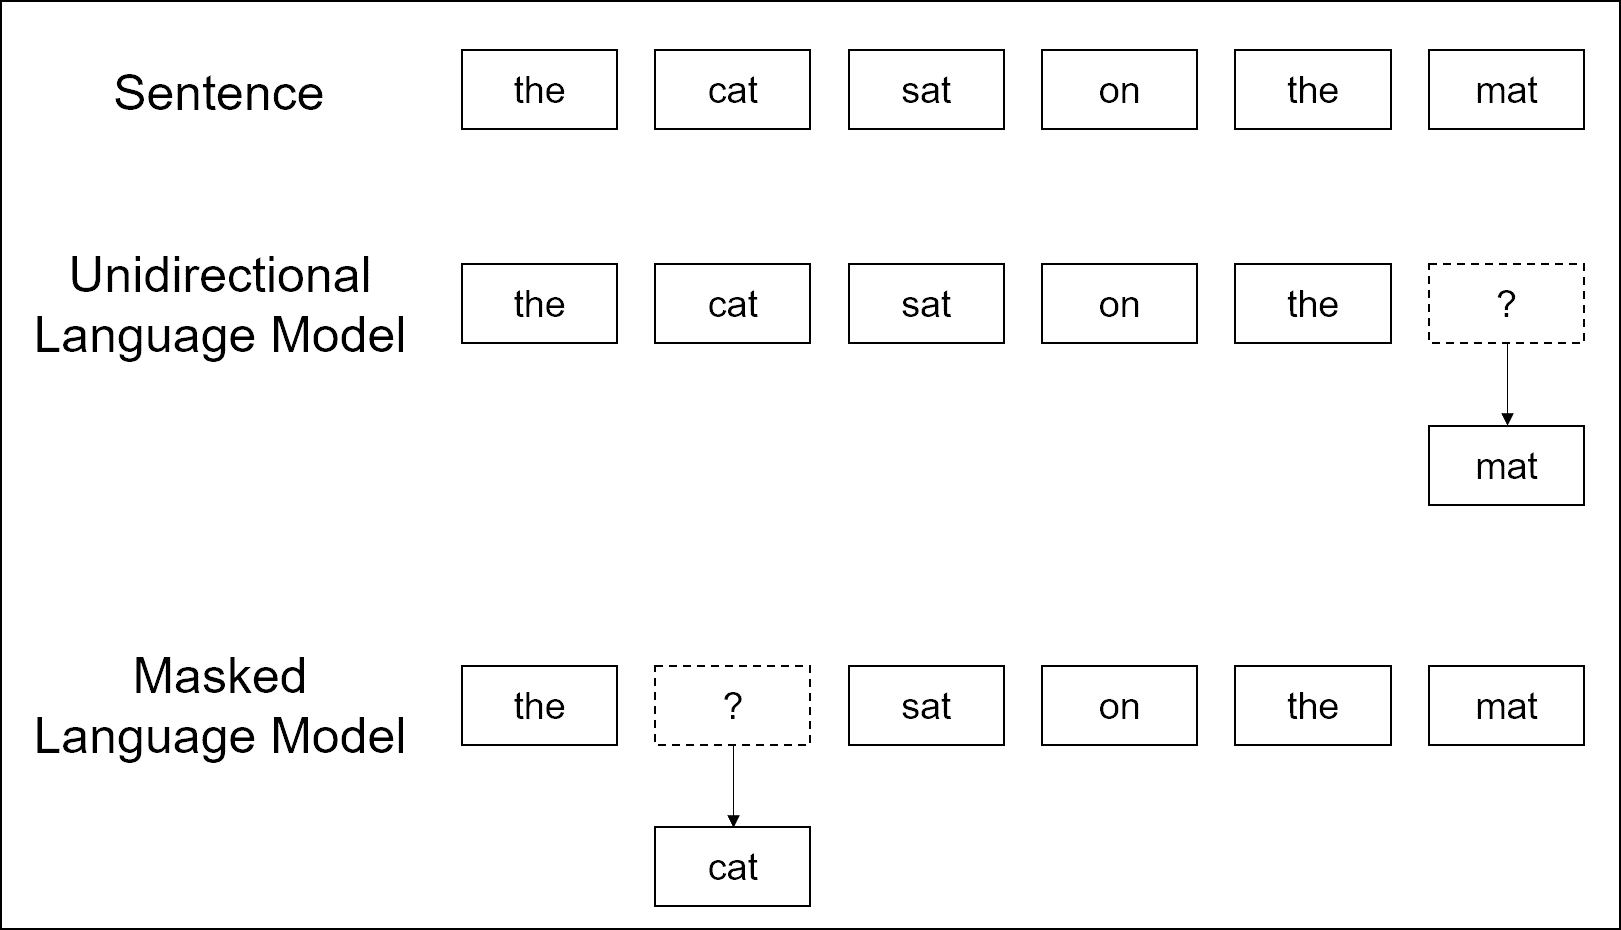 Sentence the cat sat on the mat
Unidirectional
Language Model
the cat sat on the ?
mat
Masked
Language Model
the ? sat on the mat
cat